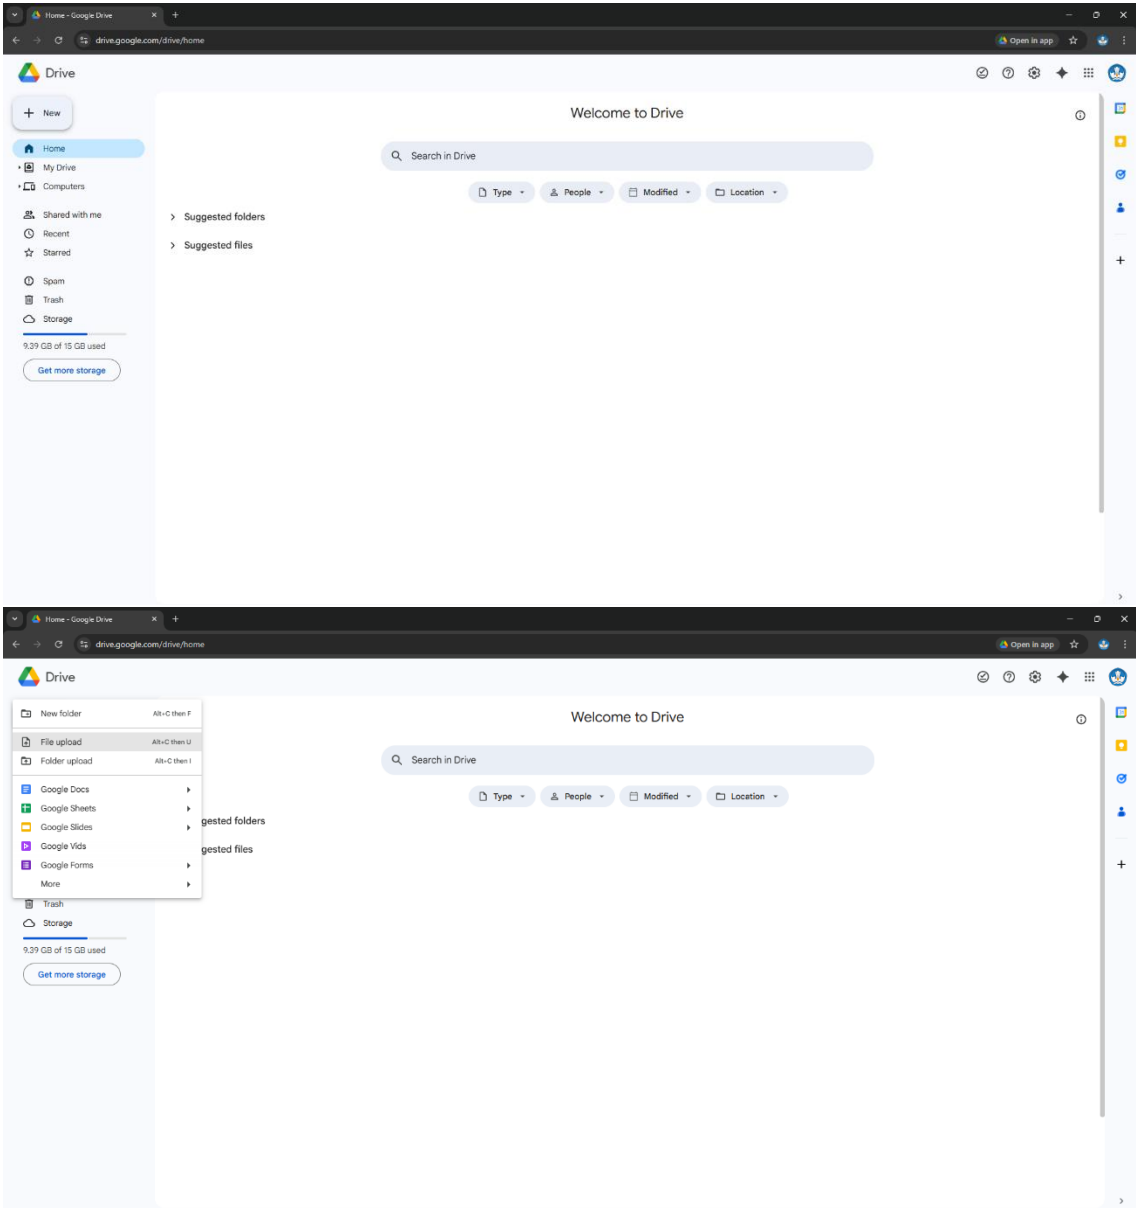 Home - Google Drive
drive.google.com/drive/home
Open in app
Drive
New
Welcome to Drive
Home
Search in Drive
My Drive
Computers
Type
People
Modified
Location
Shared with me
Suggested folders
Recent
Suggested files
Starred
Spam
Trash
Storage
9.39 GB of 15 GB used
Get more storage
Home - Google Drive
drive.google.com/drive/home
Open in app
Drive
New folder Alt+C then F
Welcome to Drive
File upload Alt+C then U
Search in Drive
Folder upload Alt+C then I
Google Docs
Type
People
Modified
Location
Google Sheets
gested folders
Google Slides
Google Vids
gested files
Google Forms
More
Trash
Storage
9.39 GB of 15 GB used
Get more storage